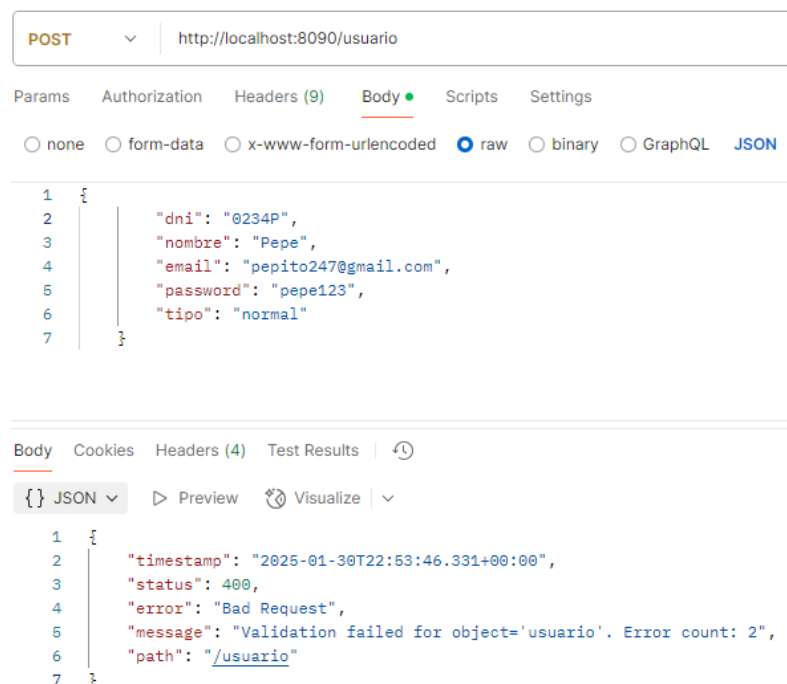 POST http://localhost:8090/usuario
Params Authorization Headers (9) Body Scripts Settings
none form-data x-www-form-urlencoded raw binary GraphQL JSON
1 {
2 "dni": "0234P",
3 "nombre": "Pepe",
4 "email": "pepito247@gmail.com",
5 "password": "pepe123",
6 "tipo": "normal"
7 }
Body Cookies Headers (4) Test Results
{} JSON Preview Visualize
1 {
2 "timestamp": "2025-01-30T22:53:46.331+00:00",
3 "status": 400,
4 "error": "Bad Request",
5 "message": "Validation failed for object='usuario'. Error count: 2",
6 "path": "/usuario"
7 }